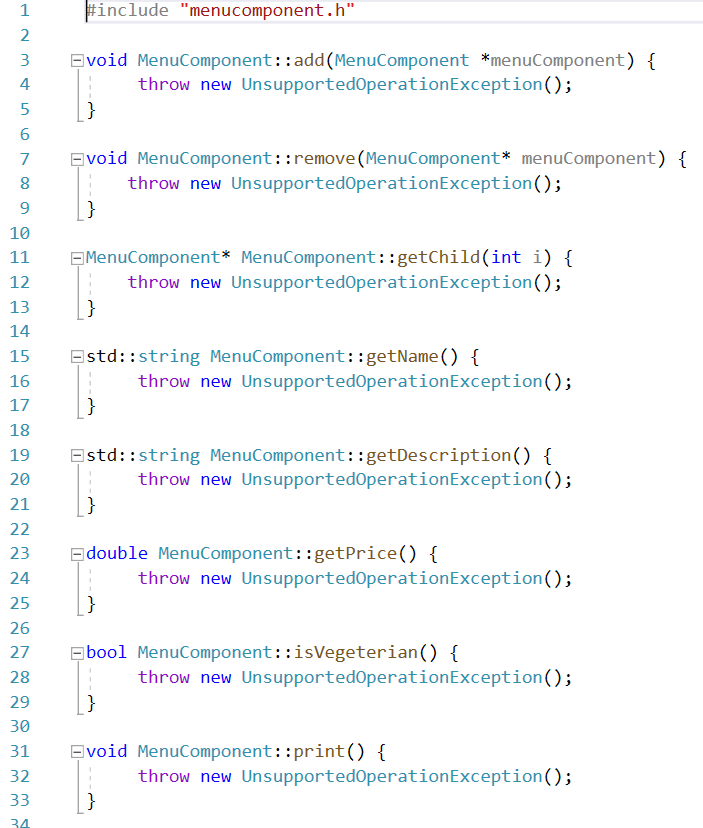 1 #include "menucomponent.h"
2
3 void MenuComponent::add(MenuComponent *menuComponent) {
4 throw new UnsupportedOperationException();
5 }
6
7 void MenuComponent::remove(MenuComponent* menuComponent) {
8 throw new UnsupportedOperationException();
9 }
10
11 MenuComponent* MenuComponent::getChild(int i) {
12 throw new UnsupportedOperationException();
13 }
14
15 std::string MenuComponent::getName() {
16 throw new UnsupportedOperationException();
17 }
18
19 std::string MenuComponent::getDescription() {
20 throw new UnsupportedOperationException();
21 }
22
23 double MenuComponent::getPrice() {
24 throw new UnsupportedOperationException();
25 }
26
27 bool MenuComponent::isVegeterian() {
28 throw new UnsupportedOperationException();
29 }
30
31 void MenuComponent::print() {
32 throw new UnsupportedOperationException();
33 }
34